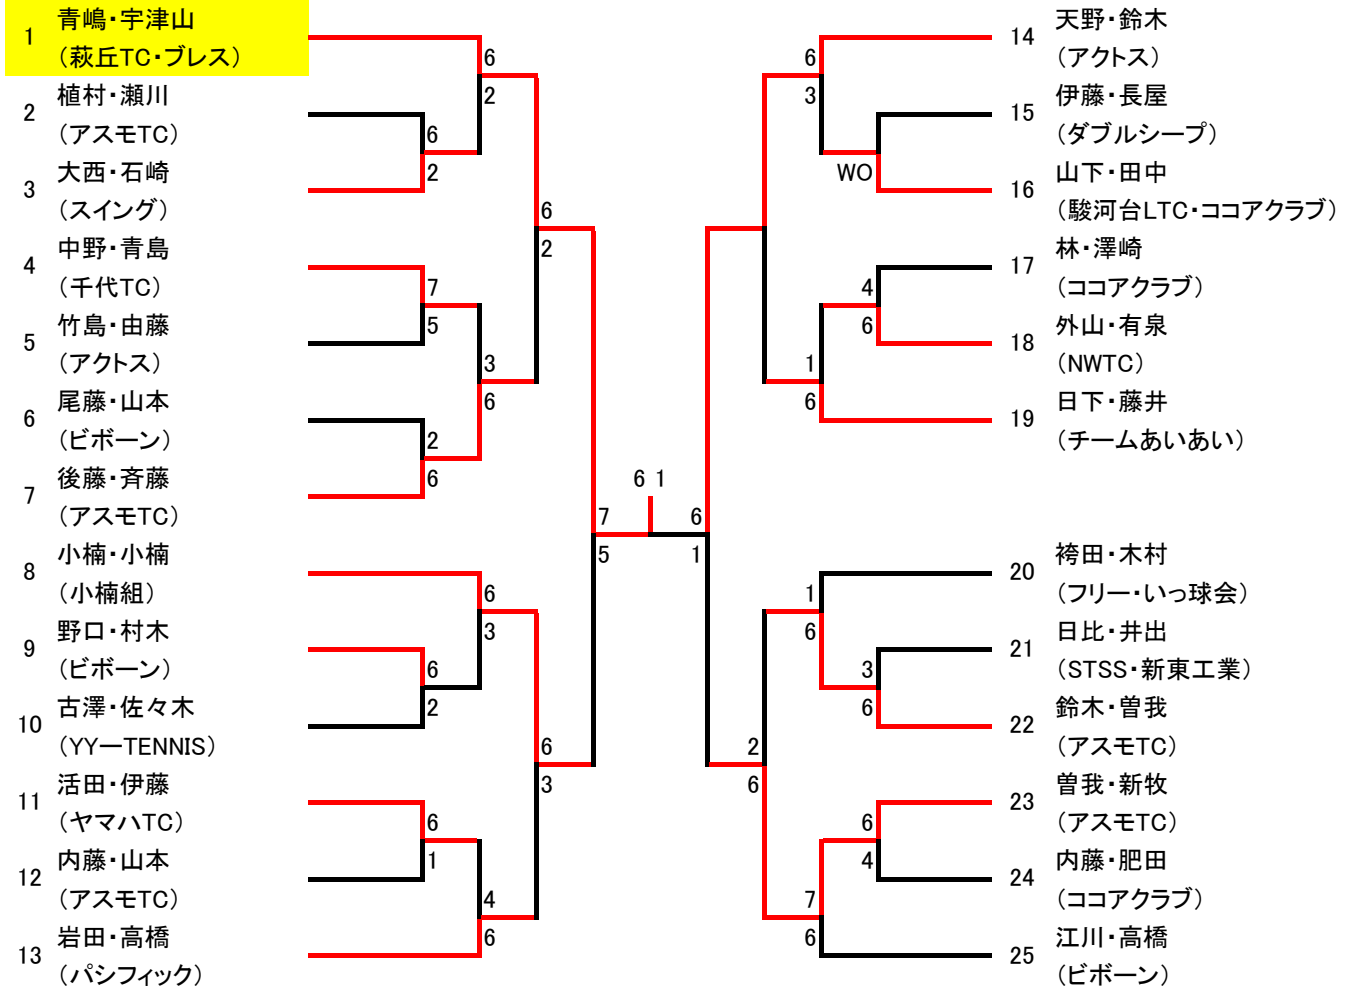 1 青嶋・宇津山
（萩丘TC・ブレス）
2 植村・瀬川
（アスモTC）
3 大西・石崎
（スイング）
4 中野・青島
（千代TC）
5 竹島・由藤
（アクトス）
6 尾藤・山本
（ビボーン）
7 後藤・斉藤
（アスモTC）
8 小楠・小楠
（小楠組）
9 野口・村木
（ビボーン）
10 古澤・佐々木
（YYーTENNIS）
11 活田・伊藤
（ヤマハTC）
12 内藤・山本
（アスモTC）
13 岩田・高橋
（パシフィック）
6
2
6
2
7
5
2
6
3
6
6
2
6
2
6
3
6
1
4
6
6
3
7
5
6 1
6
1
6
3
WO
4
6
1
6
1
6
3
6
2
6
6
4
7
6
14 天野・鈴木
（アクトス）
15 伊藤・長屋
（ダブルシープ）
16 山下・田中
（駿河台LTC・ココアクラブ）
17 林・澤崎
（ココアクラブ）
18 外山・有泉
（NWTC）
19 日下・藤井
（チームあいあい）
20 袴田・木村
（フリー・いっ球会）
21 日比・井出
（STSS・新東工業）
22 鈴木・曽我
（アスモTC）
23 曽我・新牧
（アスモTC）
24 内藤・肥田
（ココアクラブ）
25 江川・高橋
（ビボーン）